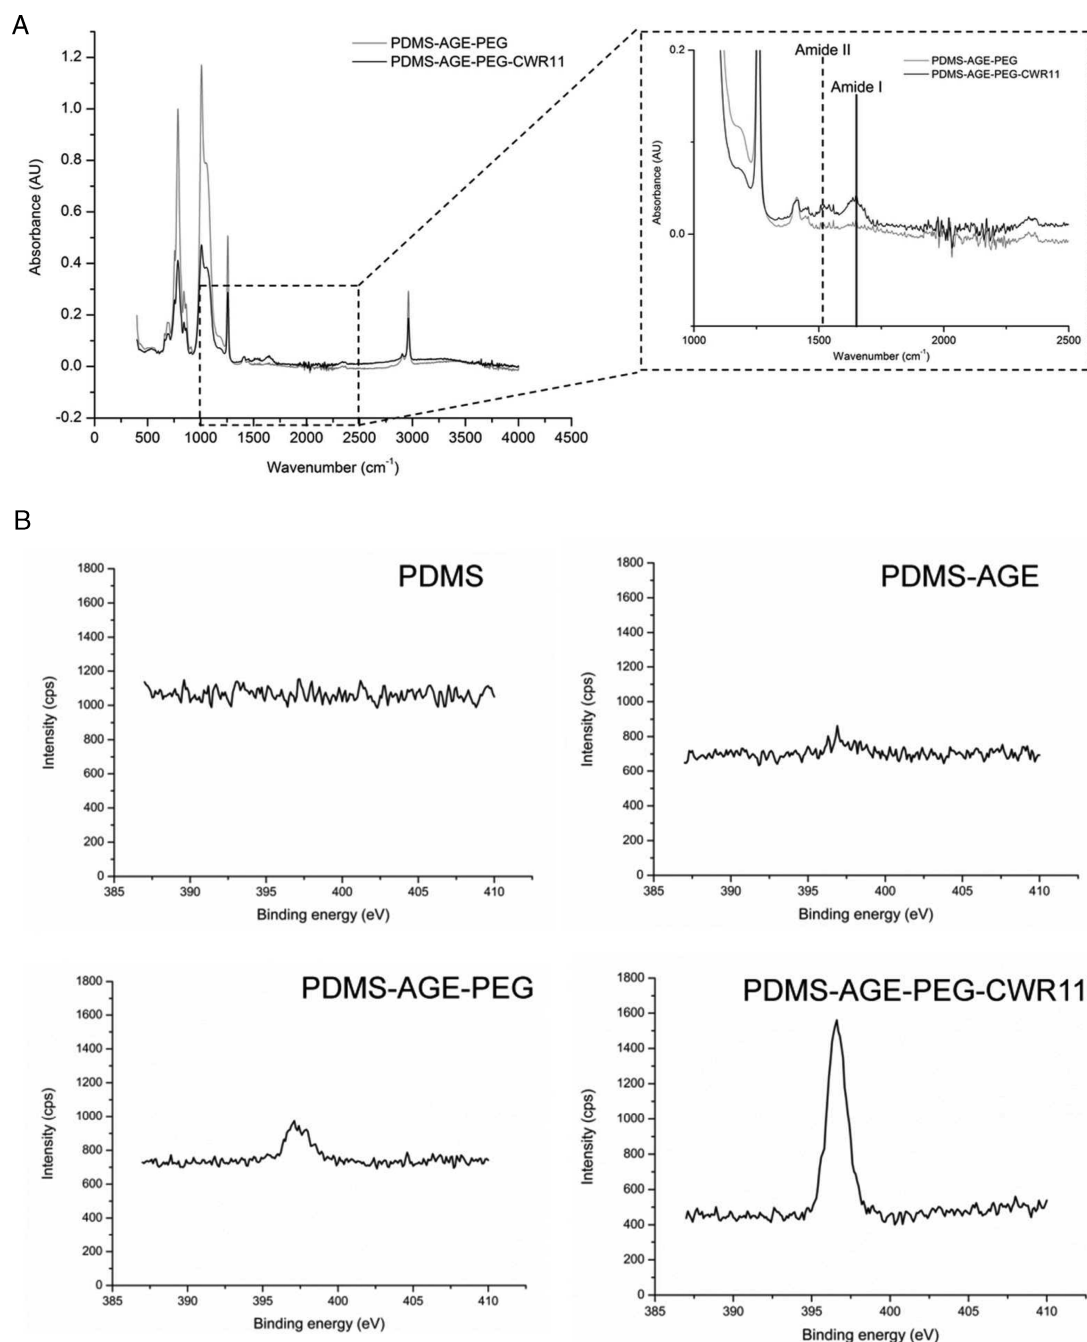 A
PDMS-AGE-PEG
PDMS-AGE-PEG-CWR11
1.2
1.0
0.8
0.6
0.4
0.2
0.0
-0.2
Absorbance (AU)
0 500 1000 1500 2000 2500 3000 3500 4000 4500
Wavenumber (cm⁻¹)
0.2
0.0
Absorbance (AU)
Amide II
Amide I
PDMS-AGE-PEG
PDMS-AGE-PEG-CWR11
1000 1500 2000 2500
Wavenumber (cm⁻¹)
B
PDMS
1800
1600
1400
1200
1000
800
600
400
200
0
Intensity (cps)
385 390 395 400 405 410
Binding energy (eV)
PDMS-AGE
1800
1600
1400
1200
1000
800
600
400
200
0
Intensity (cps)
385 390 395 400 405 410
Binding energy (eV)
PDMS-AGE-PEG
1800
1600
1400
1200
1000
800
600
400
200
0
Intensity (cps)
385 390 395 400 405 410
Binding energy (eV)
PDMS-AGE-PEG-CWR11
1800
1600
1400
1200
1000
800
600
400
200
0
Intensity (cps)
385 390 395 400 405 410
Binding energy (eV)